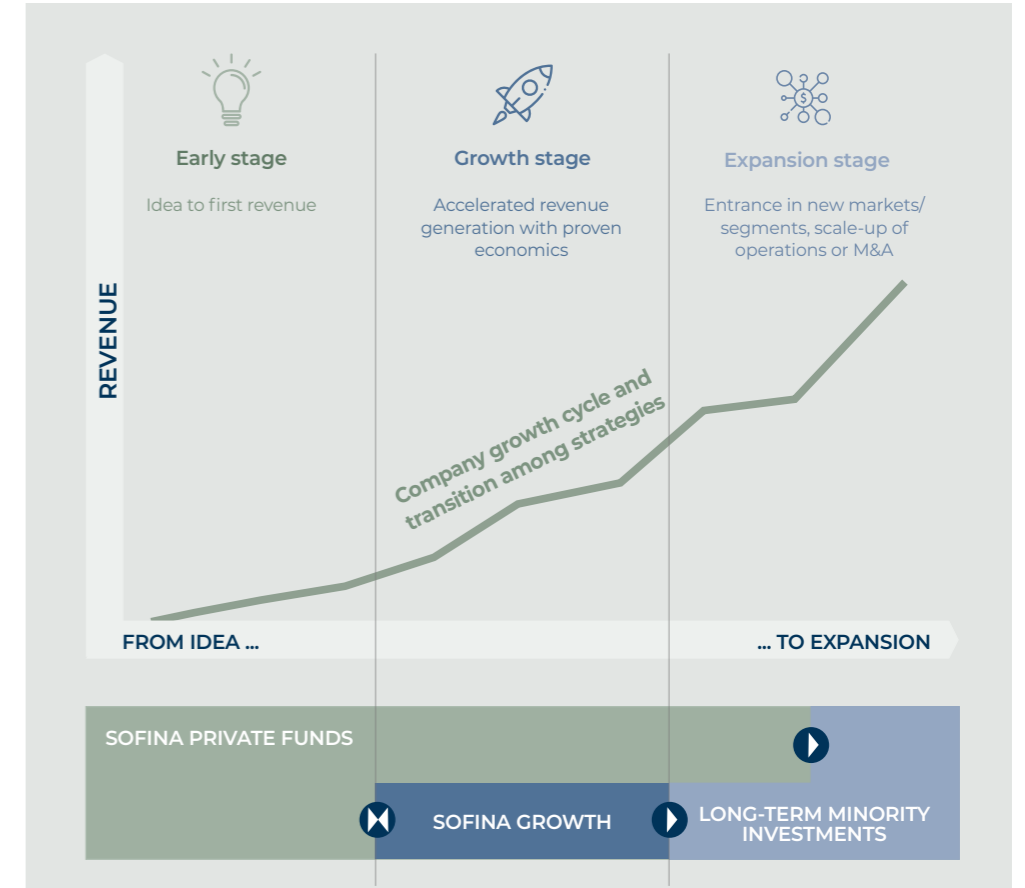 Early stage
Idea to first revenue
Growth stage
Accelerated revenue
generation with proven
economics
Expansion stage
Entrance in new markets/
segments, scale-up of
operations or M&A
REVENUE
Company growth cycle and
transition among strategies
FROM IDEA ...
... TO EXPANSION
SOFINA PRIVATE FUNDS
SOFINA GROWTH
LONG-TERM MINORITY
INVESTMENTS
$